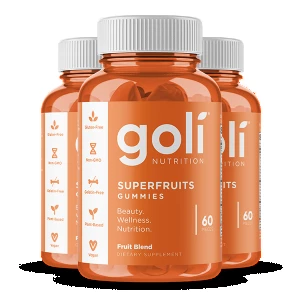 Gluten-Free
Non-GMO
Gelatin-Free
Plant-Based
Vegan
goli
NUTRITION
SUPERFRUITS
GUMMIES
Beauty.
Wellness.
Nutrition.
60
Fruit Blend
DIETARY SUPPLEMENT
60